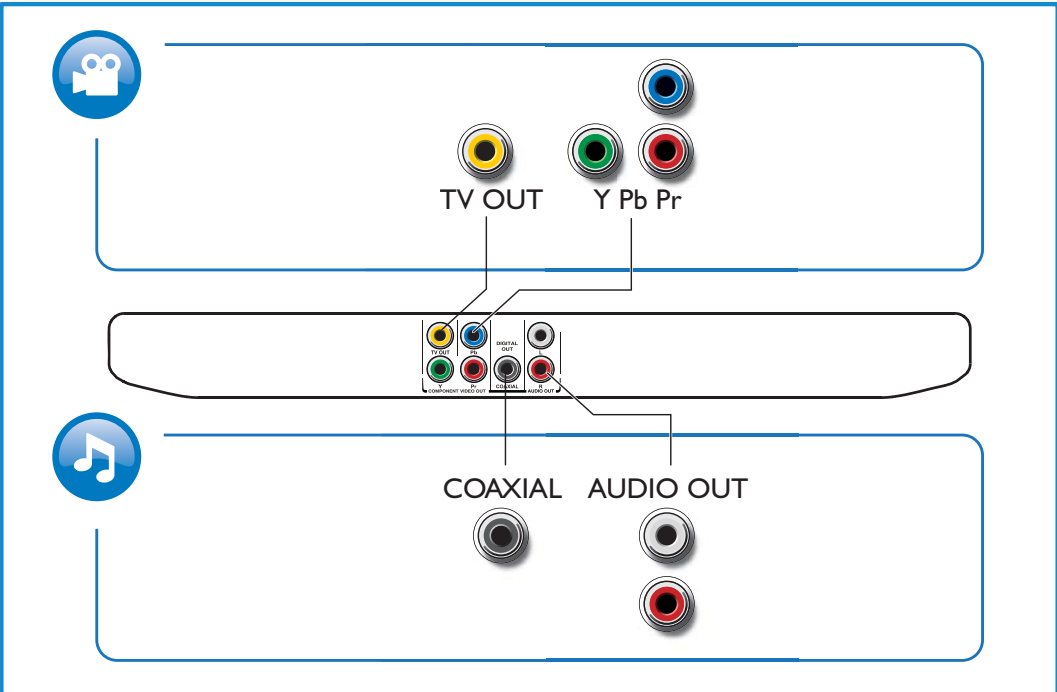 TV OUT
Y Pb Pr
DIGITAL
OUT
TV OUT
Pb
L
Y
Pr
COAXIAL
R
COMPONENT VIDEO OUT
AUDIO OUT
COAXIAL
AUDIO OUT